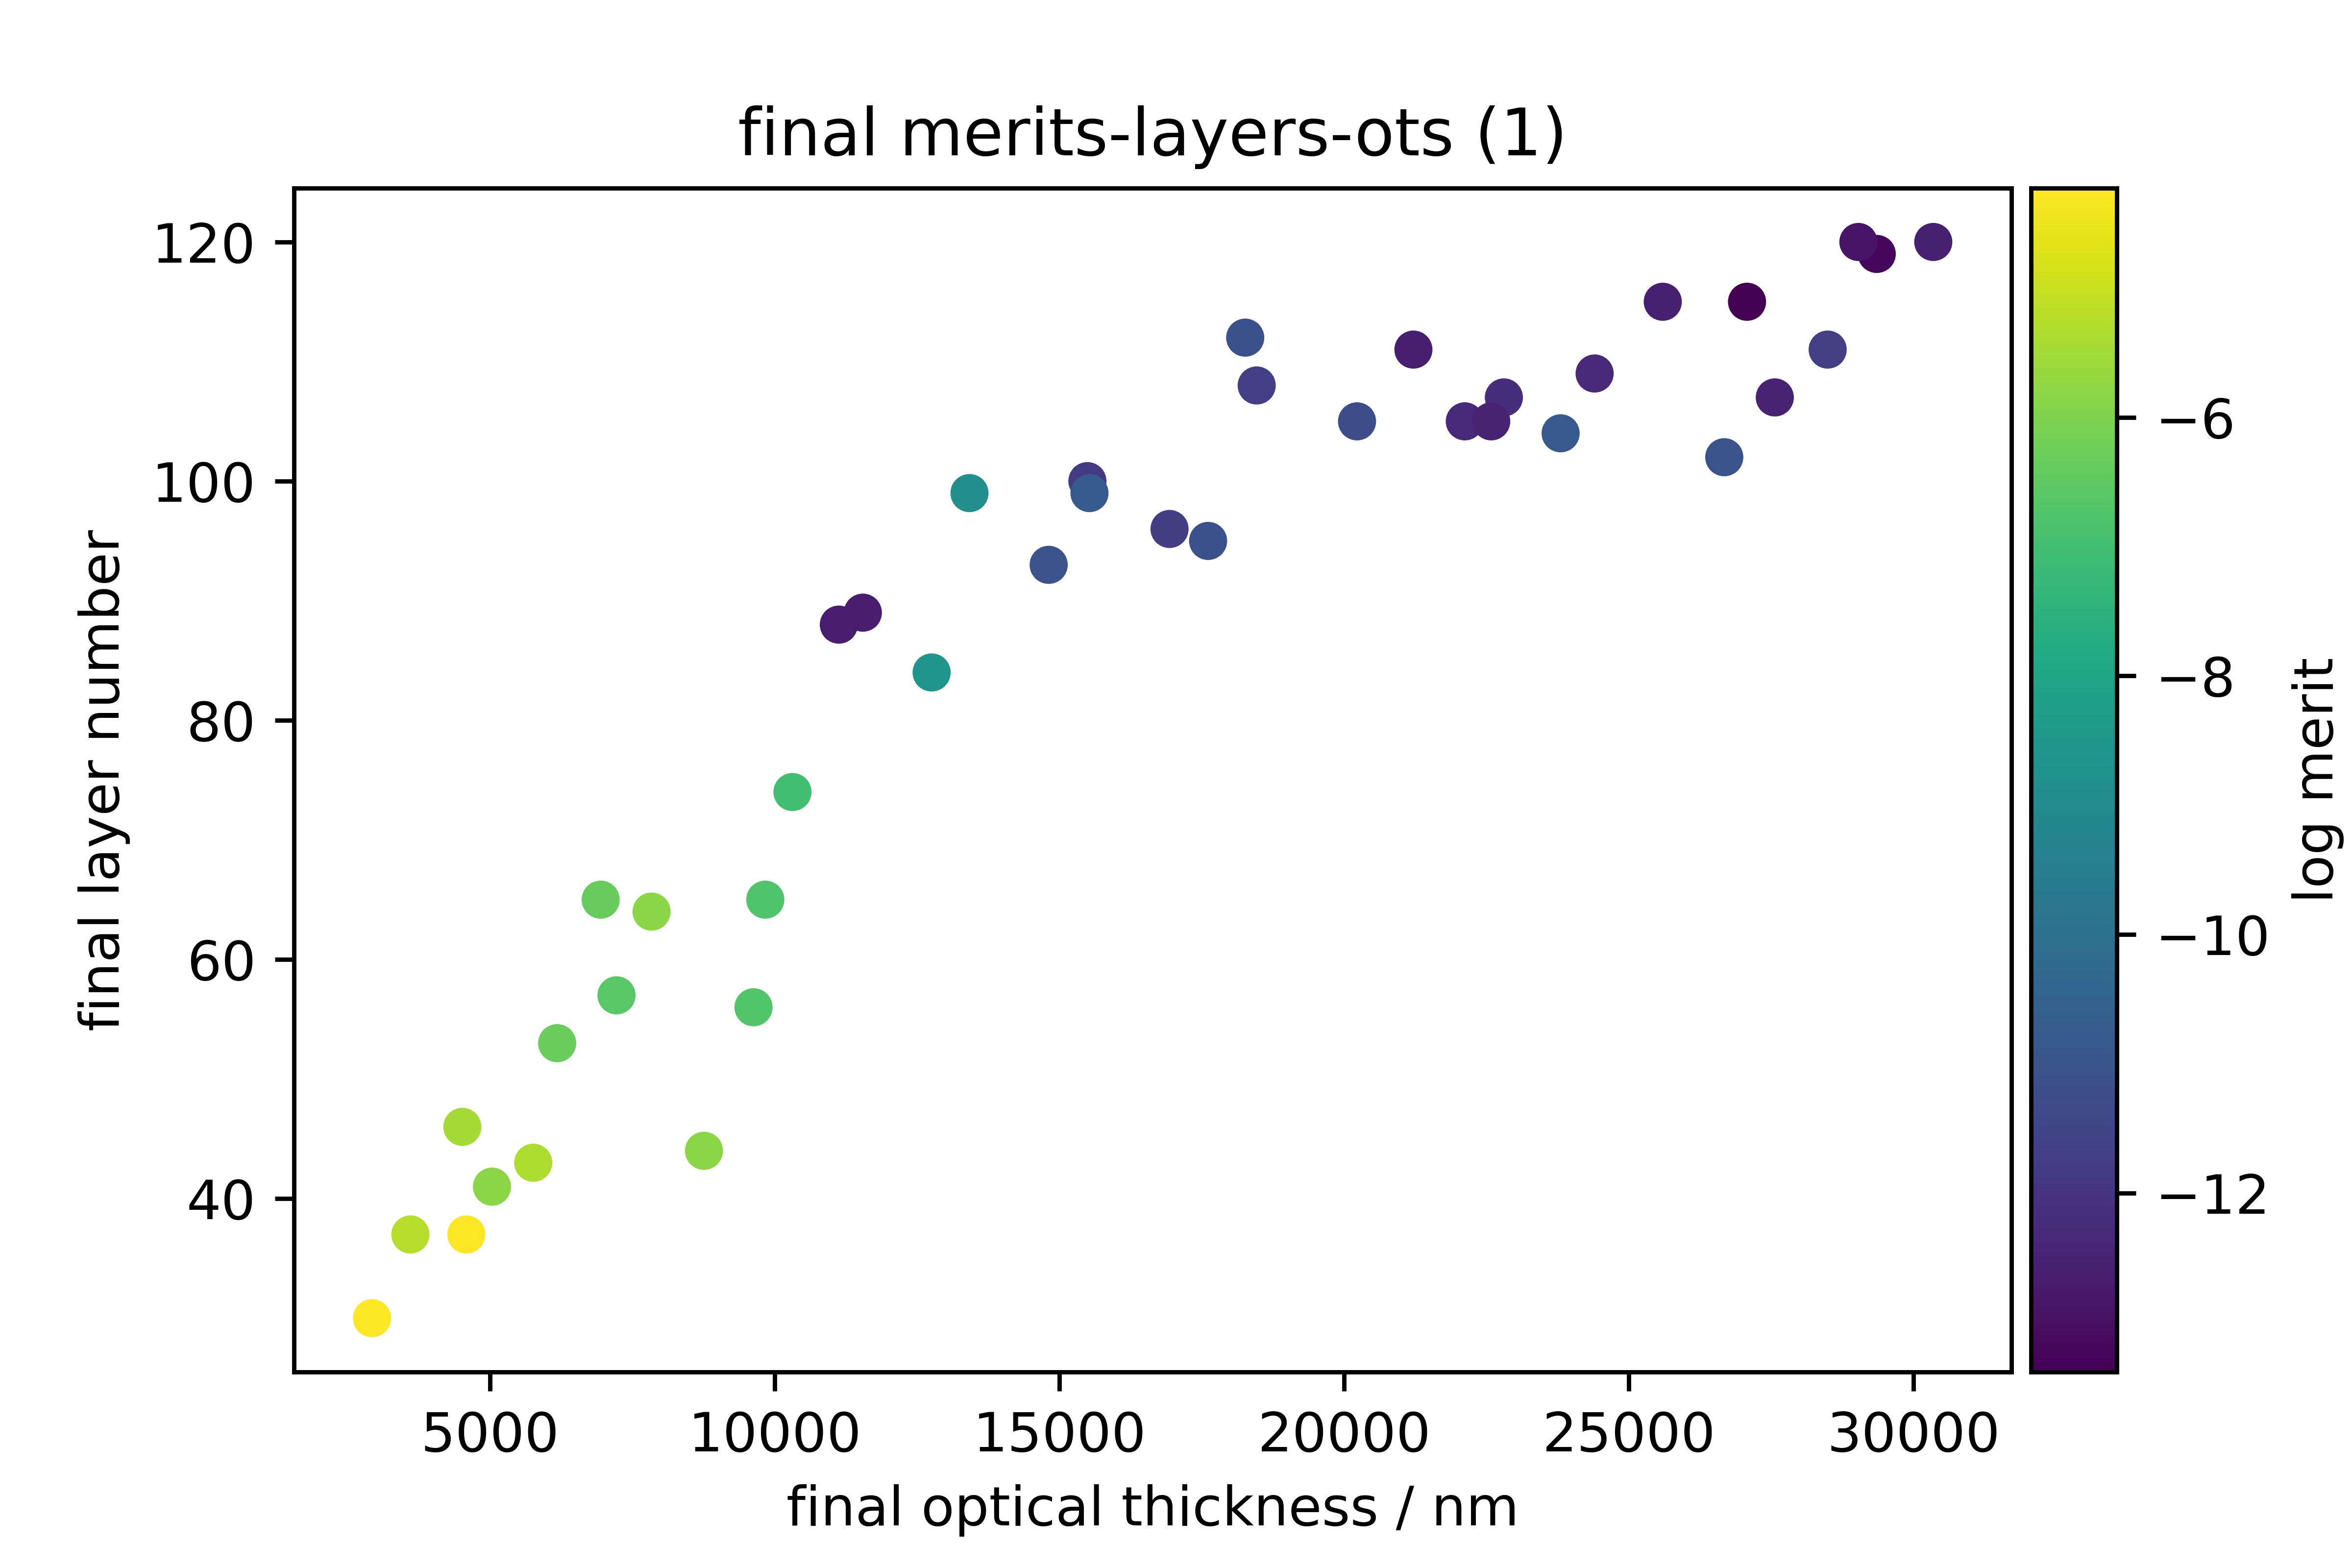 final merits-layers-ots (1)
120
100
80
60
40
final layer number
5000 10000 15000 20000 25000 30000
final optical thickness / nm
−6
−8
−10
−12
log merit